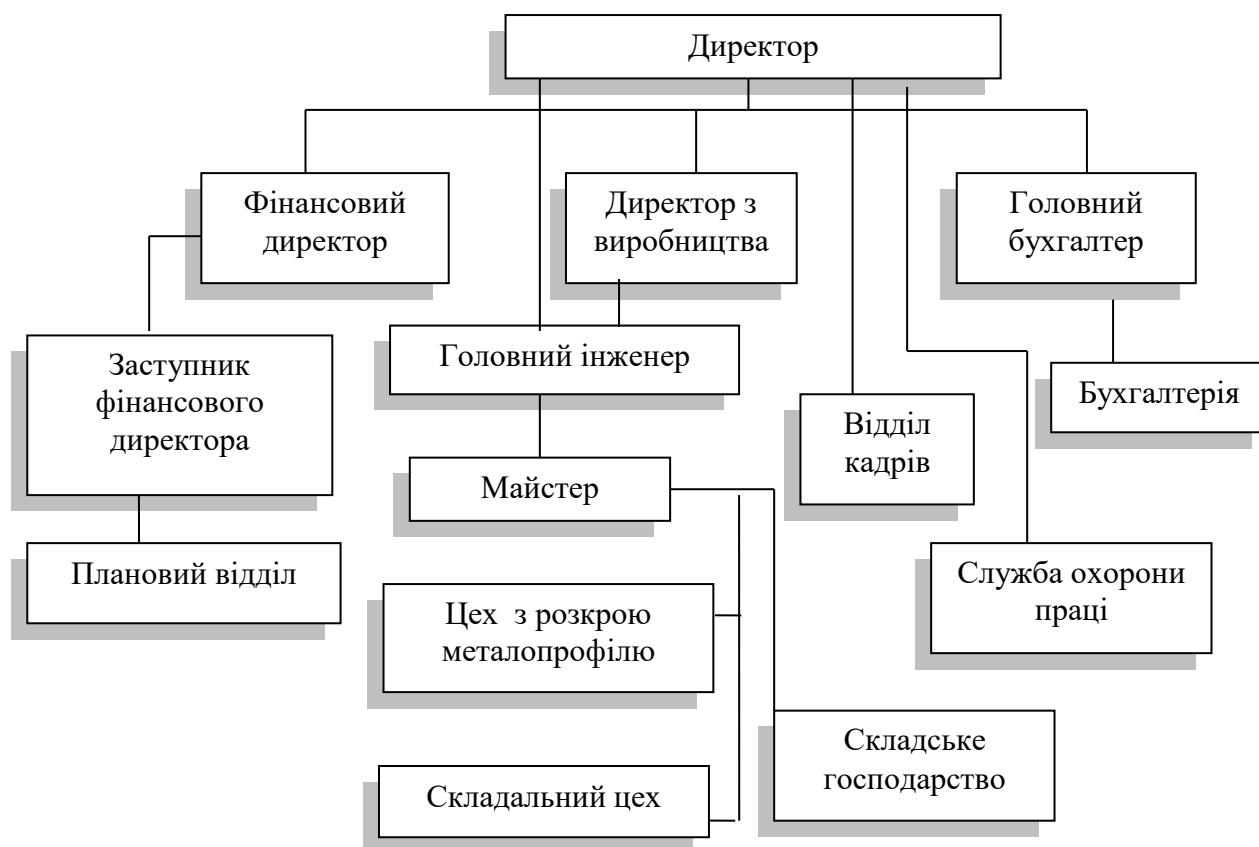 Директор
Фінансовий
директор
Директор з
виробництва
Головний
бухгалтер
Заступник
фінансового
директора
Головний інженер
Бухгалтерія
Відділ
кадрів
Майстер
Плановий відділ
Служба охорони
праці
Цех з розкрою
металопрофілю
Складське
господарство
Складальний цех